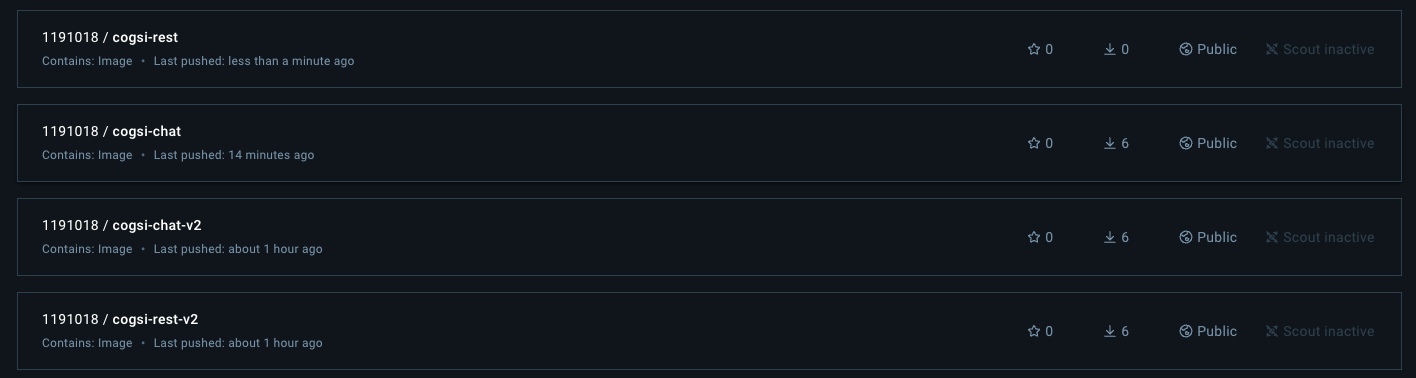 1191018 / cogsi-rest
0 0 Public Scout inactive
Contains: Image • Last pushed: less than a minute ago
1191018 / cogsi-chat
0 6 Public Scout inactive
Contains: Image • Last pushed: 14 minutes ago
1191018 / cogsi-chat-v2
0 6 Public Scout inactive
Contains: Image • Last pushed: about 1 hour ago
1191018 / cogsi-rest-v2
0 6 Public Scout inactive
Contains: Image • Last pushed: about 1 hour ago